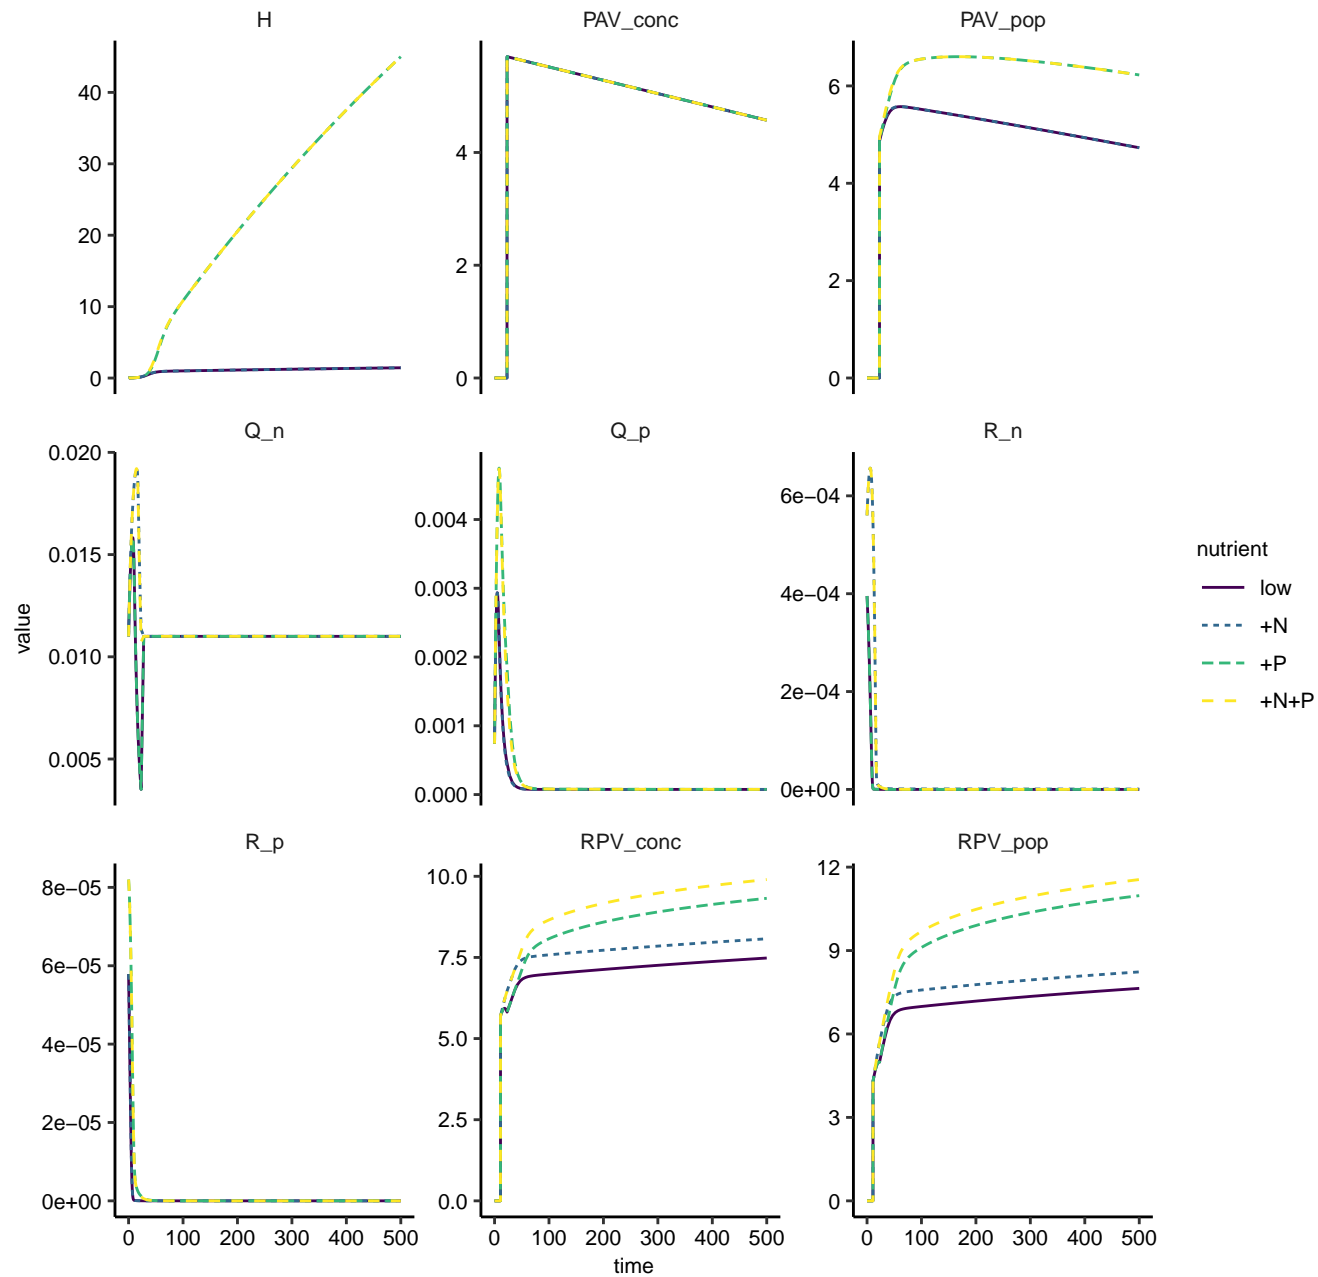 H
PAV_conc
PAV_pop
40
30
20
10
0
4
2
0
6
4
2
0
Q_n
Q_p
R_n
0.020
0.015
0.010
0.005
0.004
0.003
0.002
0.001
0.000
6e−04
4e−04
2e−04
0e+00
value
nutrient
low
+N
+P
+N+P
R_p
RPV_conc
RPV_pop
8e−05
6e−05
4e−05
2e−05
0e+00
10.0
7.5
5.0
2.5
0.0
12
9
6
3
0
0 100 200 300 400 500
0 100 200 300 400 500
0 100 200 300 400 500
time